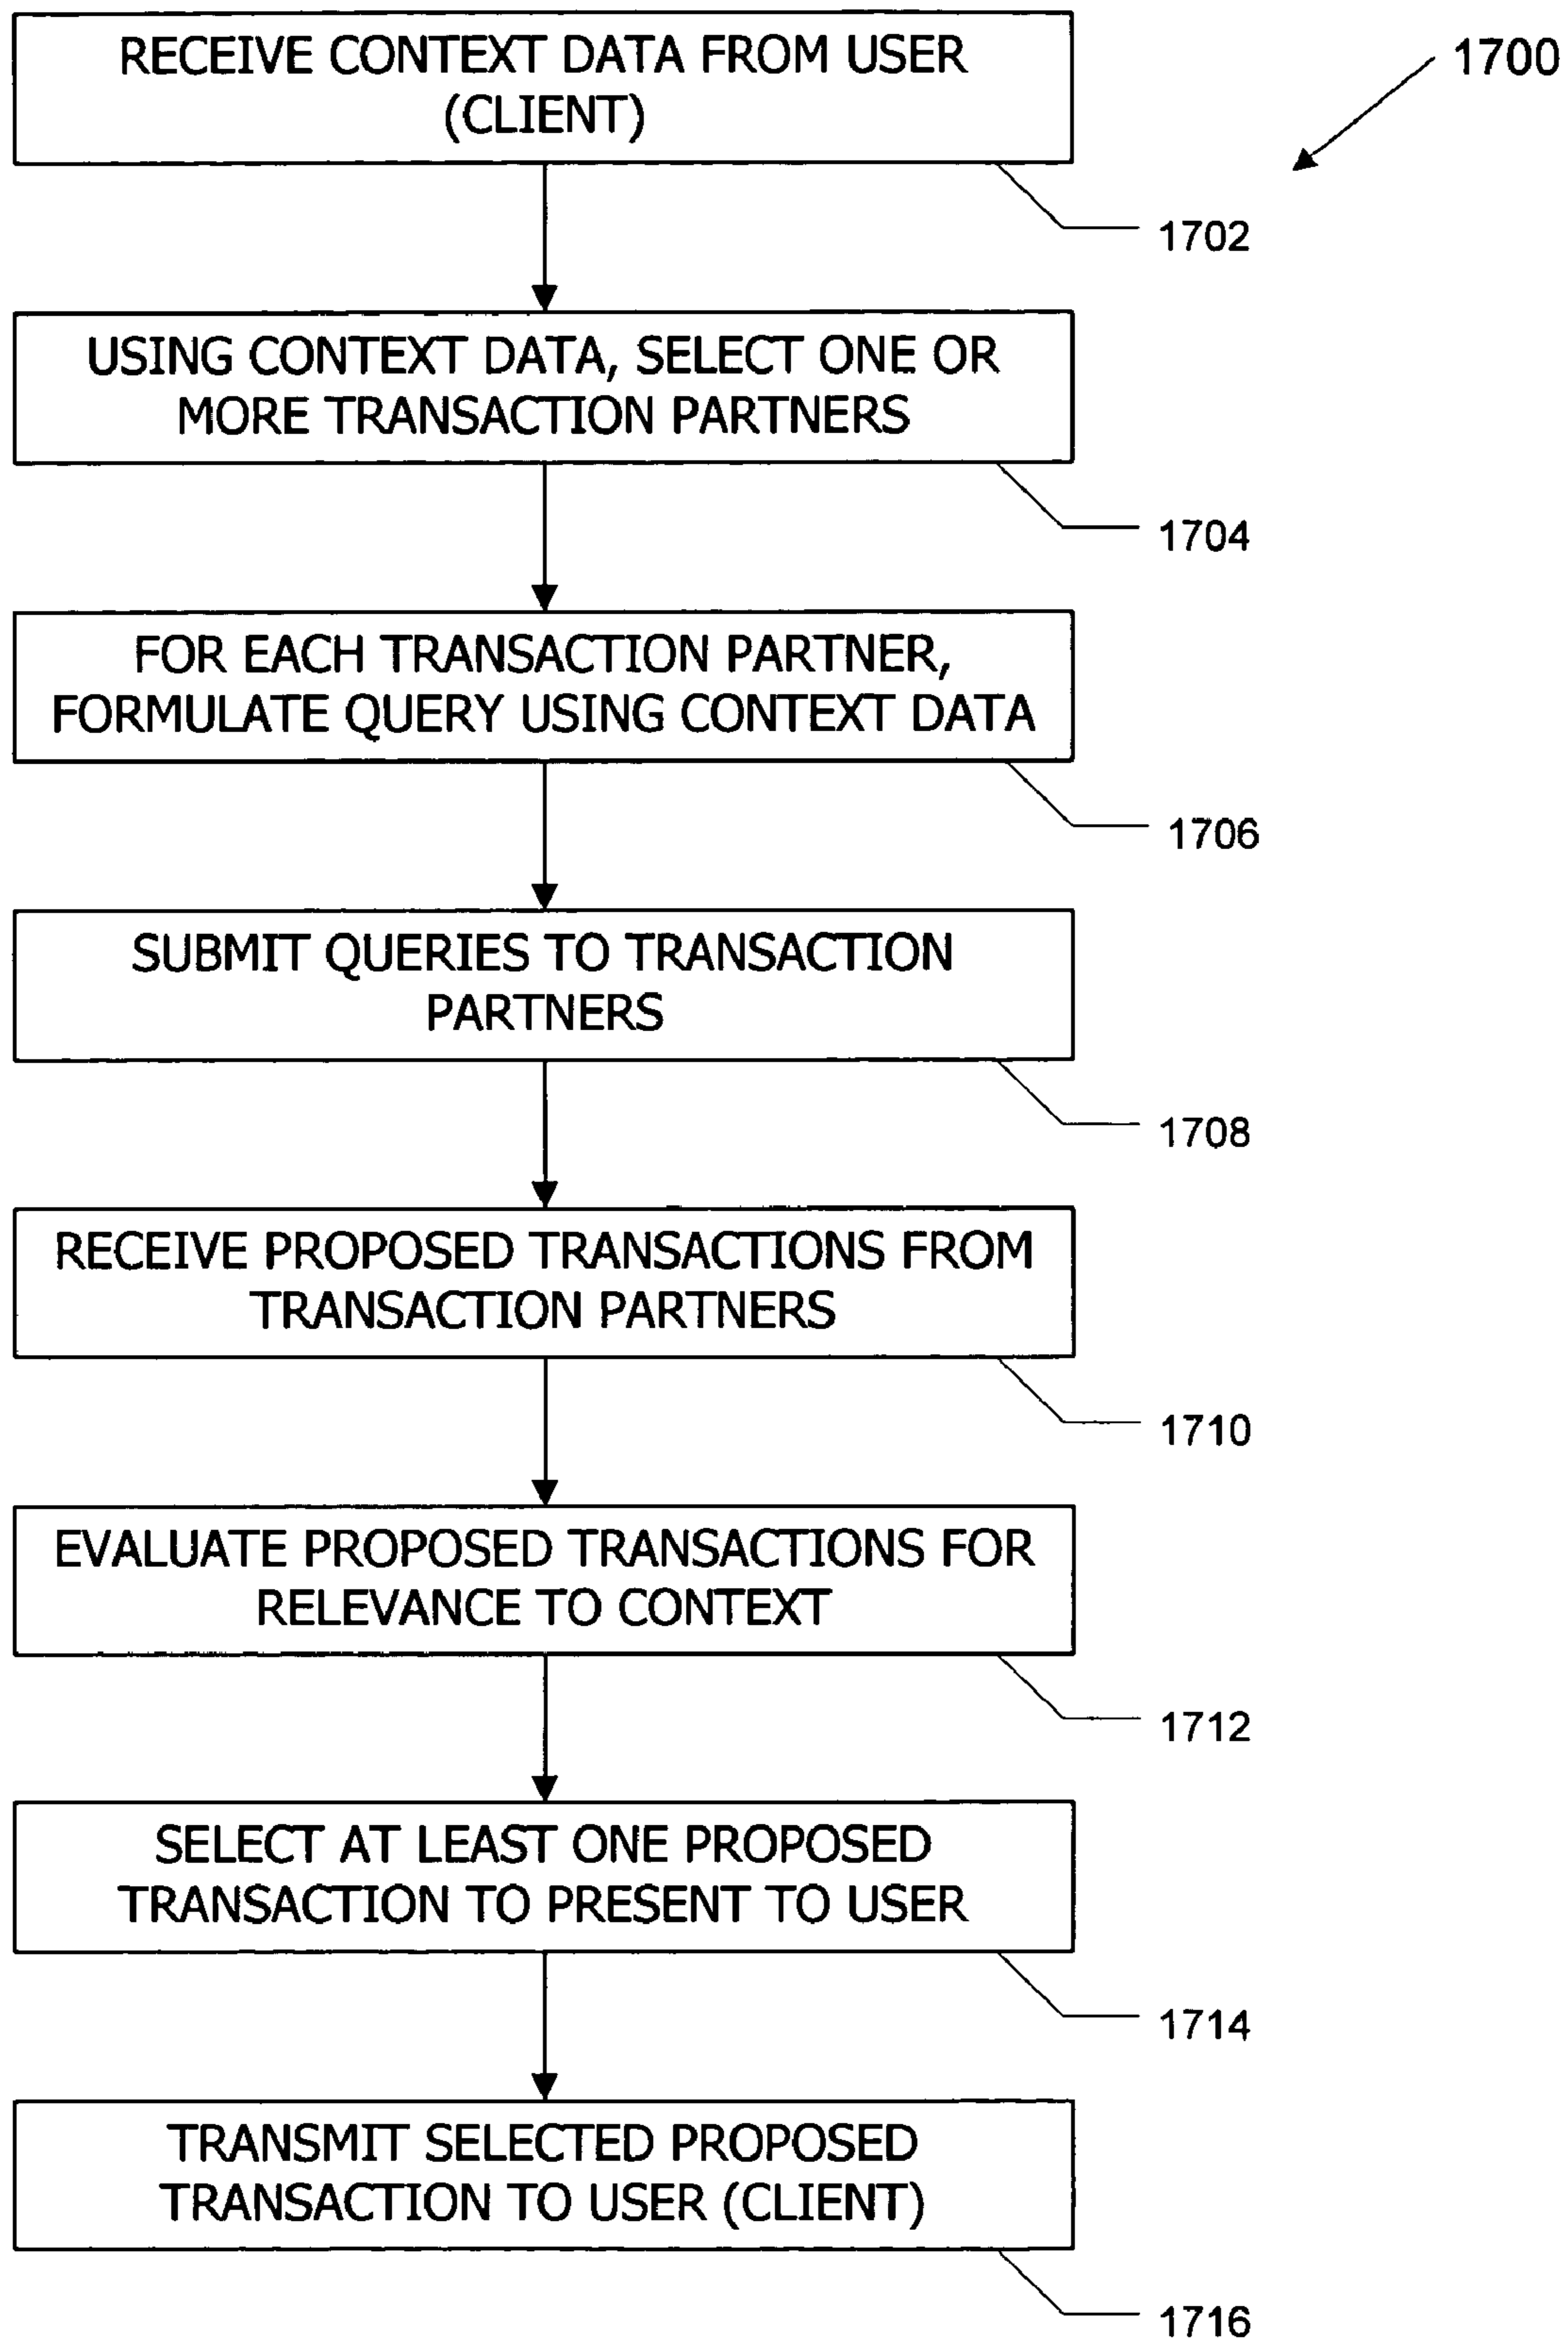 RECEIVE CONTEXT DATA FROM USER
(CLIENT)
1700
1702
USING CONTEXT DATA, SELECT ONE OR
MORE TRANSACTION PARTNERS
1704
FOR EACH TRANSACTION PARTNER,
FORMULATE QUERY USING CONTEXT DATA
1706
SUBMIT QUERIES TO TRANSACTION
PARTNERS
1708
RECEIVE PROPOSED TRANSACTIONS FROM
TRANSACTION PARTNERS
1710
EVALUATE PROPOSED TRANSACTIONS FOR
RELEVANCE TO CONTEXT
1712
SELECT AT LEAST ONE PROPOSED
TRANSACTION TO PRESENT TO USER
1714
TRANSMIT SELECTED PROPOSED
TRANSACTION TO USER (CLIENT)
1716